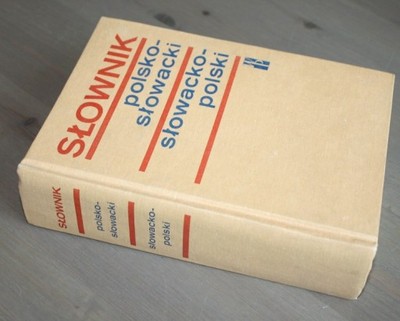 SŁOWNIK
polsko-
słowacki
słowacko-
polski
SŁOWNIK
polsko-
słowacki
słowacko-
polski